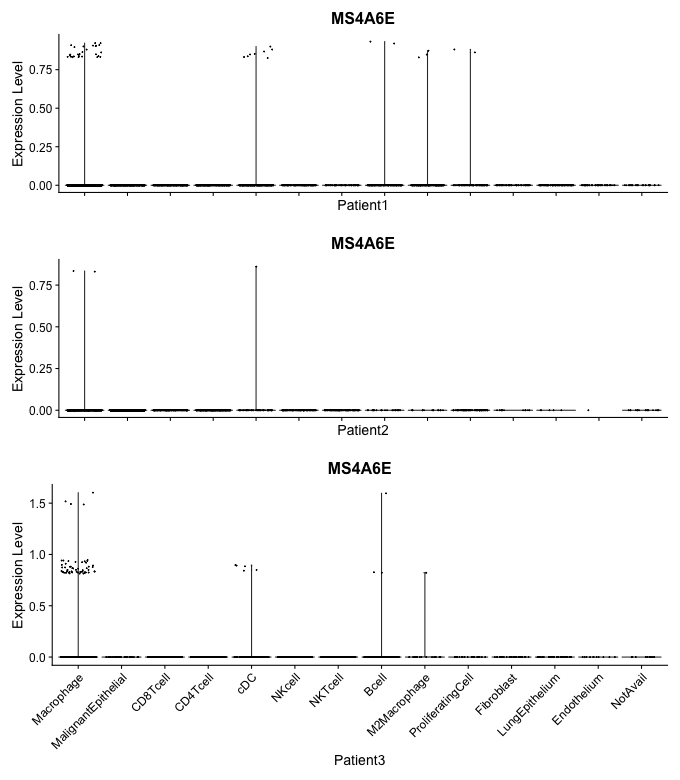 MS4A6E
Expression Level
0.75
0.50
0.25
0.00
Patient1
MS4A6E
Expression Level
0.75
0.50
0.25
0.00
Patient2
MS4A6E
Expression Level
1.5
1.0
0.5
0.0
Macrophage
MalignantEpithelial
CD8Tcell
CD4Tcell
cDC
NKcell
NKTcell
Bcell
M2Macrophage
ProliferatingCell
Fibroblast
LungEpithelium
Endothelium
NotAvail
Patient3